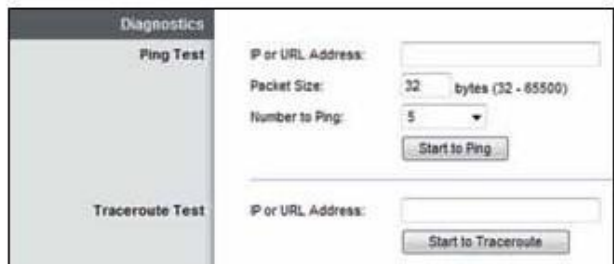 Diagnostics
Ping Test
IP or URL Address:
Packet Size: 32 bytes (32 - 65500)
Number to Ping: 5
Start to Ping
Traceroute Test
IP or URL Address:
Start to Traceroute